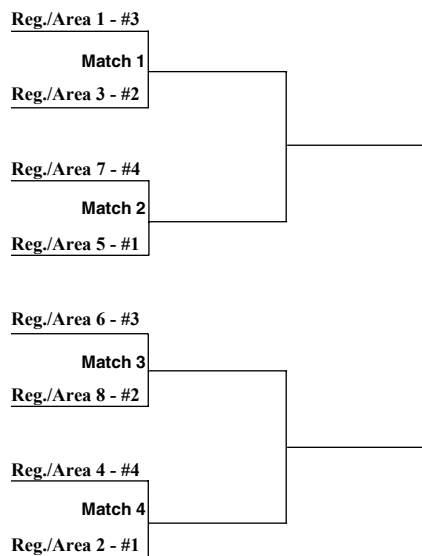 Reg./Area 1 - #3
Match 1
Reg./Area 3 - #2
Reg./Area 7 - #4
Match 2
Reg./Area 5 - #1
Reg./Area 6 - #3
Match 3
Reg./Area 8 - #2
Reg./Area 4 - #4
Match 4
Reg./Area 2 - #1